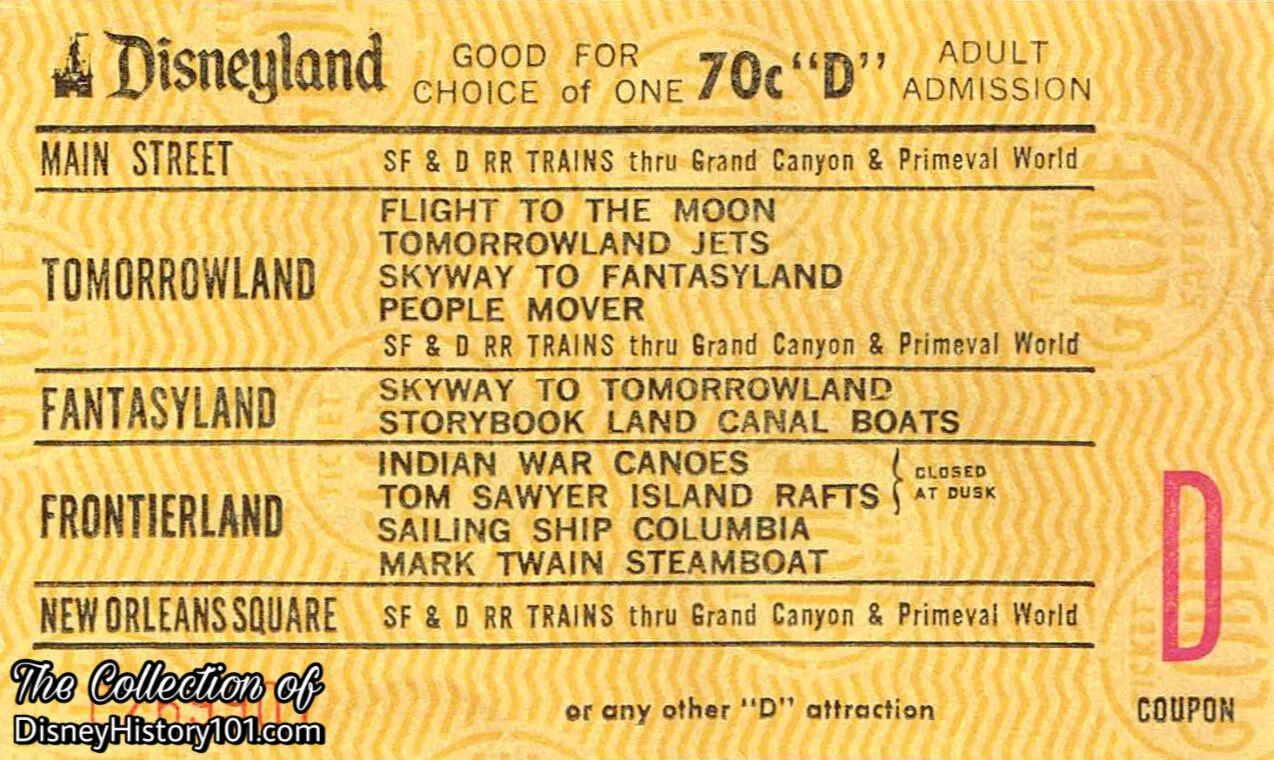 Disneyland GOOD FOR CHOICE of ONE 70c "D" ADULT ADMISSION
MAIN STREET SF & D RR TRAINS thru Grand Canyon & Primeval World
TOMORROWLAND
FLIGHT TO THE MOON
TOMORROWLAND JETS
SKYWAY TO FANTASYLAND
PEOPLE MOVER
SF & D RR TRAINS thru Grand Canyon & Primeval World
FANTASYLAND
SKYWAY TO TOMORROWLAND
STORYBOOK LAND CANAL BOATS
FRONTIERLAND
INDIAN WAR CANOES
TOM SAWYER ISLAND RAFTS
CLOSED
AT DUSK
SAILING SHIP COLUMBIA
MARK TWAIN STEAMBOAT
NEW ORLEANS SQUARE SF & D RR TRAINS thru Grand Canyon & Primeval World
or any other "D" attraction
D
COUPON
The Collection of
DisneyHistory101.com
GLOBE